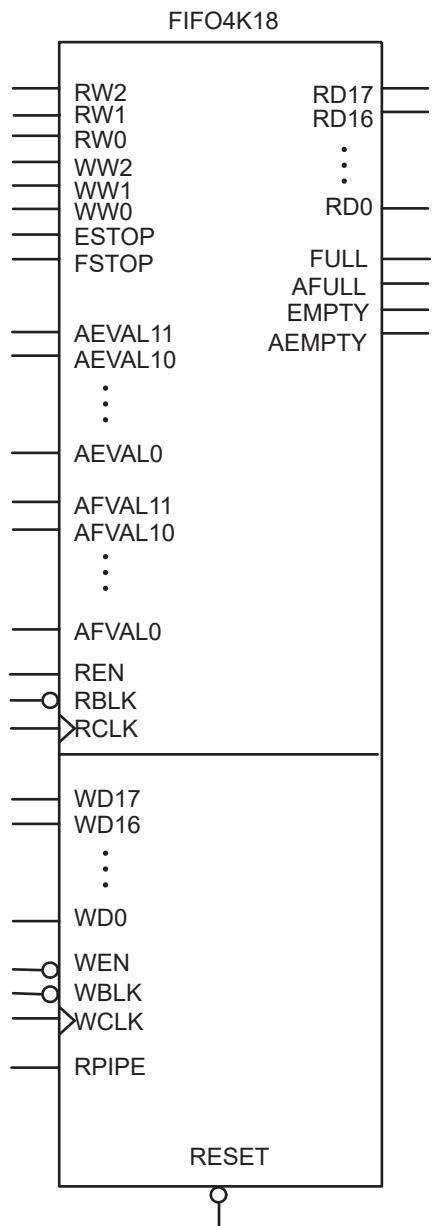 FIFO4K18
RW2
RW1
RW0
WW2
WW1
WW0
ESTOP
FSTOP
AEVAL11
AEVAL10
AEVAL0
AFVAL11
AFVAL10
AFVAL0
REN
RBLK
RCLK
RD17
RD16
RD0
FULL
AFULL
EMPTY
AEMPTY
WD17
WD16
WD0
WEN
WBLK
WCLK
RPIPE
RESET